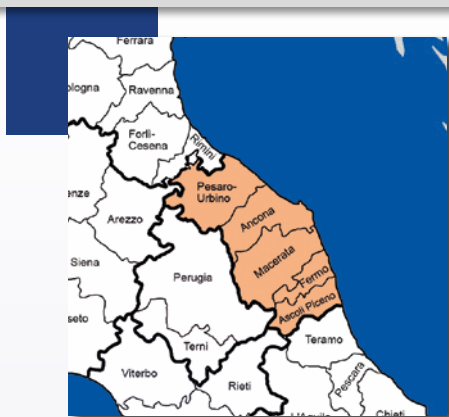 Ferrara
ologna
Ravenna
Forlì-
Cesena
Rimini
Pesaro-
Urbino
enze
Arezzo
Ancona
Siena
Perugia
Macerata
Fermo
Ascoli Piceno
seto
Terni
Teramo
Viterbo
Rieti
Pescara
L'Aquila
Chieti